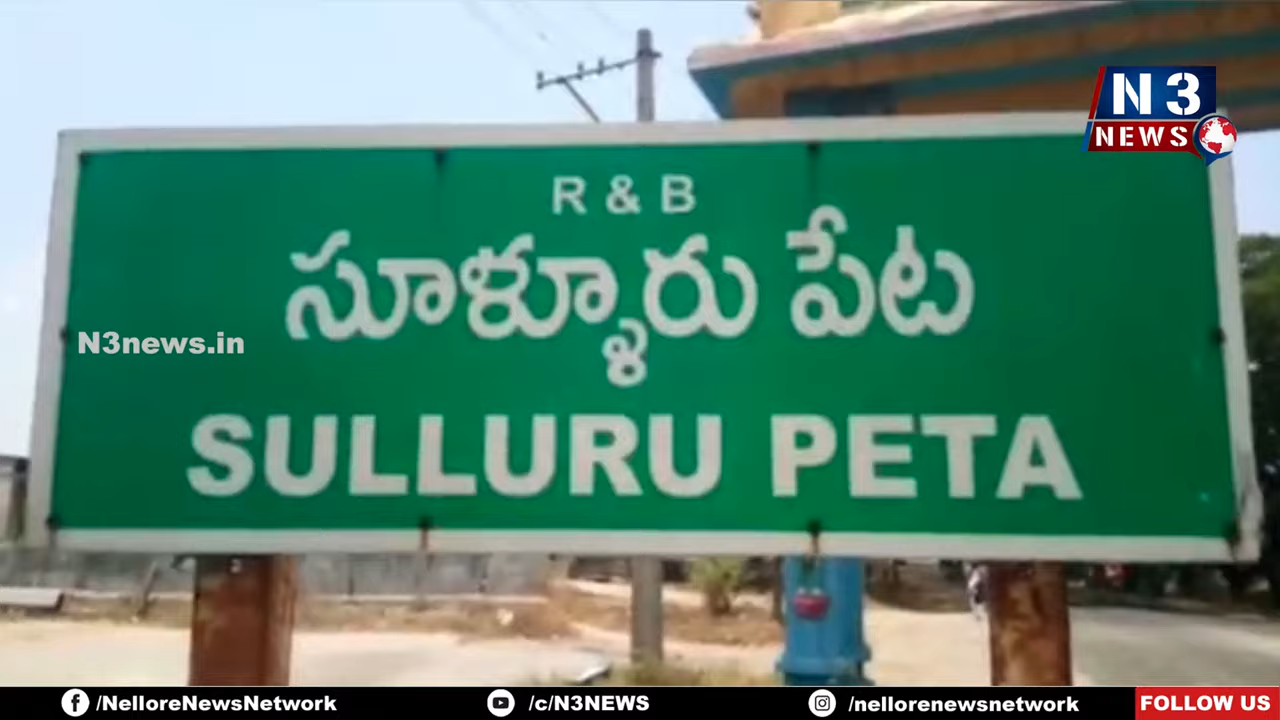 N 3
NEWS
R & B
సూళ్ళూరు పేట
N3news.in
SULLURU PETA
/NelloreNewsNetwork
/c/N3NEWS
/nellorenewsnetwork
FOLLOW US